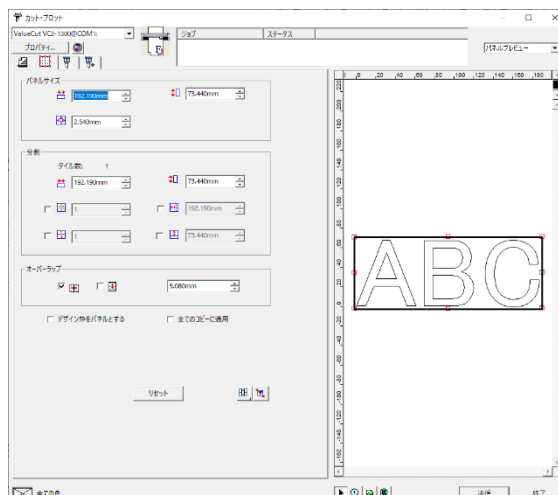 カット・プロット
ValueCut VC2-1300@COM1:
ジョブ ステータス
プロパティ...
パネルプレビュー
パネルサイズ
192.190mm 73.440mm
2.540mm
分割
タイル数: 1
192.190mm 73.440mm
1 192.190mm
1 73.440mm
オーバーラップ
5.080mm
デザイン枠をパネルとする 全てのコピーに適用
リセット
ABC
全ての色
送信 終了